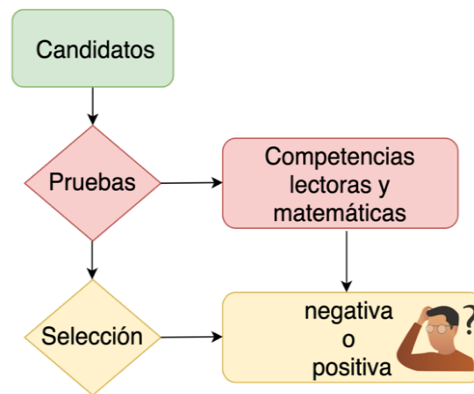 Candidatos
Pruebas
Competencias
lectoras y
matemáticas
Selección
negativa
o
positiva
?